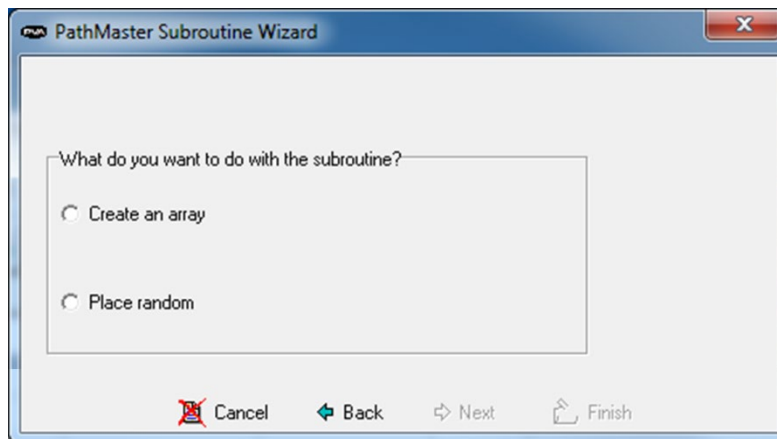 PVA PathMaster Subroutine Wizard
What do you want to do with the subroutine?
Create an array
Place random
Cancel Back Next Finish